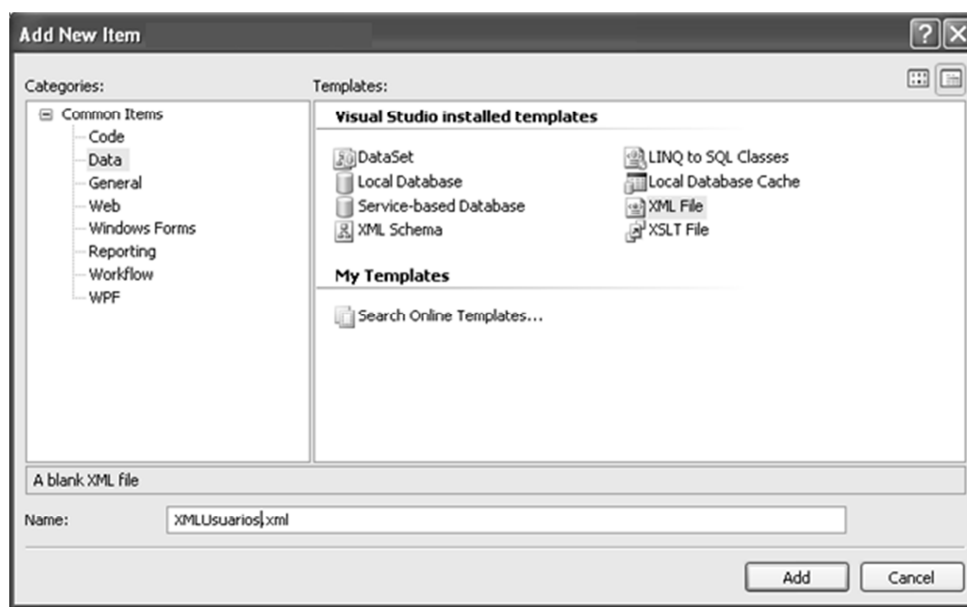 Add New Item
Categories:
Templates:
Common Items
Code
Data
General
Web
Windows Forms
Reporting
Workflow
WPF
Visual Studio installed templates
DataSet
Local Database
Service-based Database
XML Schema
LINQ to SQL Classes
Local Database Cache
XML File
XSLT File
My Templates
Search Online Templates...
A blank XML file
Name:
XMLUsuarios.xml
Add
Cancel